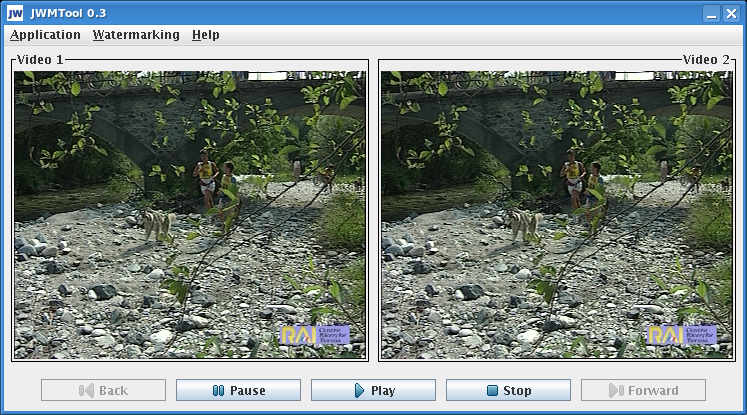 JW JWMTool 0.3
Application Watermarking Help
Video 1
Video 2
RAI Centro
Ricerche
Torino
RAI Centro
Ricerche
Torino
Back Pause Play Stop Forward